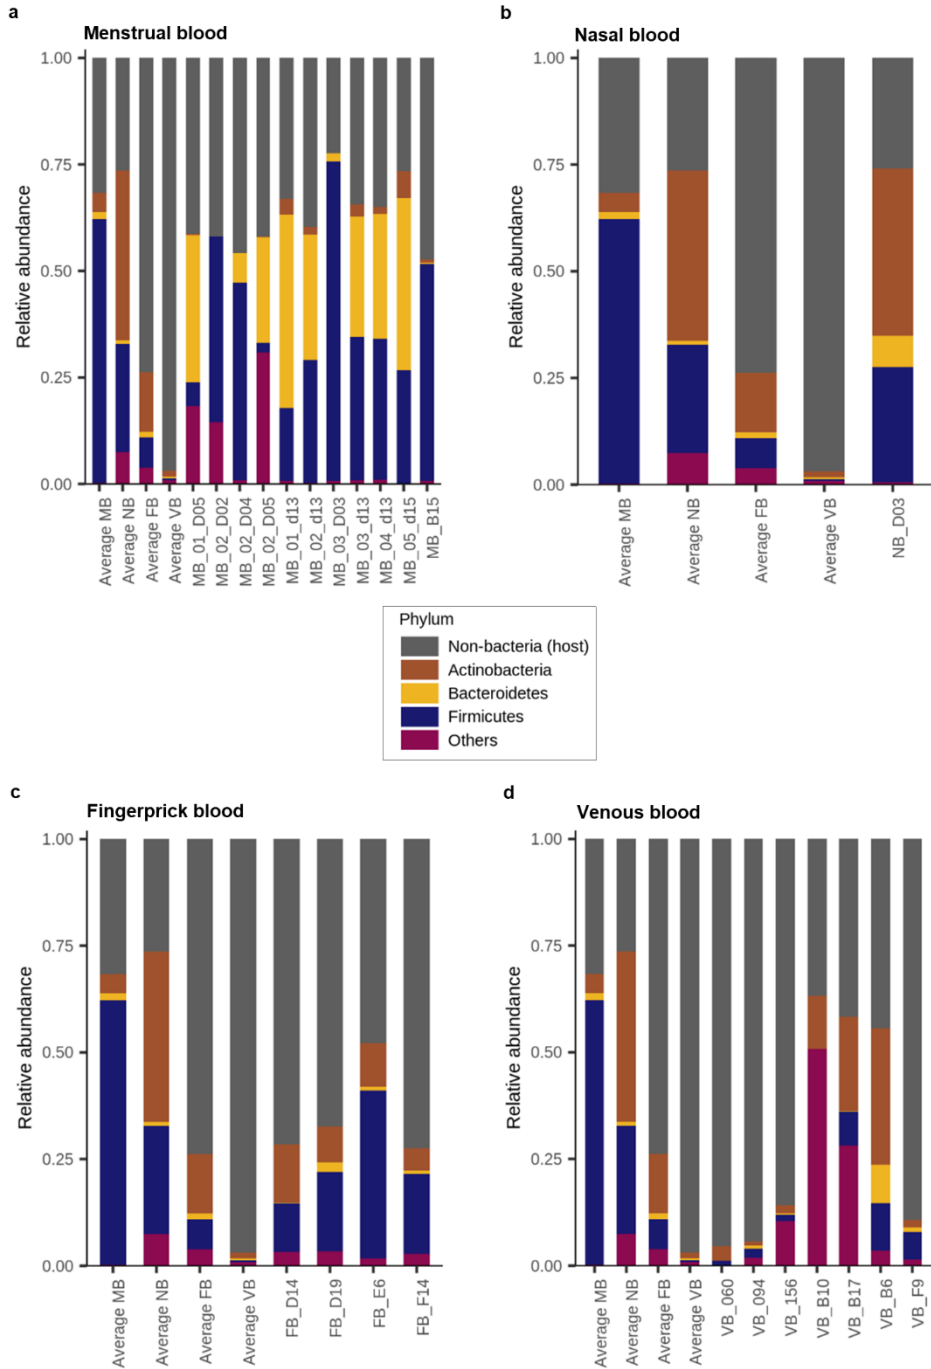 a
Menstrual blood
Relative abundance
1.00
0.75
0.50
0.25
0.00
Average MB
Average NB
Average FB
Average VB
MB_01_D05
MB_02_D02
MB_02_D04
MB_02_D05
MB_01_d13
MB_02_d13
MB_03_D03
MB_03_d13
MB_04_d13
MB_05_d15
MB_B15
b
Nasal blood
Relative abundance
1.00
0.75
0.50
0.25
0.00
Average MB
Average NB
Average FB
Average VB
NB_D03
Phylum
Non-bacteria (host)
Actinobacteria
Bacteroidetes
Firmicutes
Others
c
Fingerprick blood
Relative abundance
1.00
0.75
0.50
0.25
0.00
Average MB
Average NB
Average FB
Average VB
FB_D14
FB_D19
FB_E6
FB_F14
d
Venous blood
Relative abundance
1.00
0.75
0.50
0.25
0.00
Average MB
Average NB
Average FB
Average VB
VB_060
VB_094
VB_156
VB_B10
VB_B17
VB_B6
VB_F9